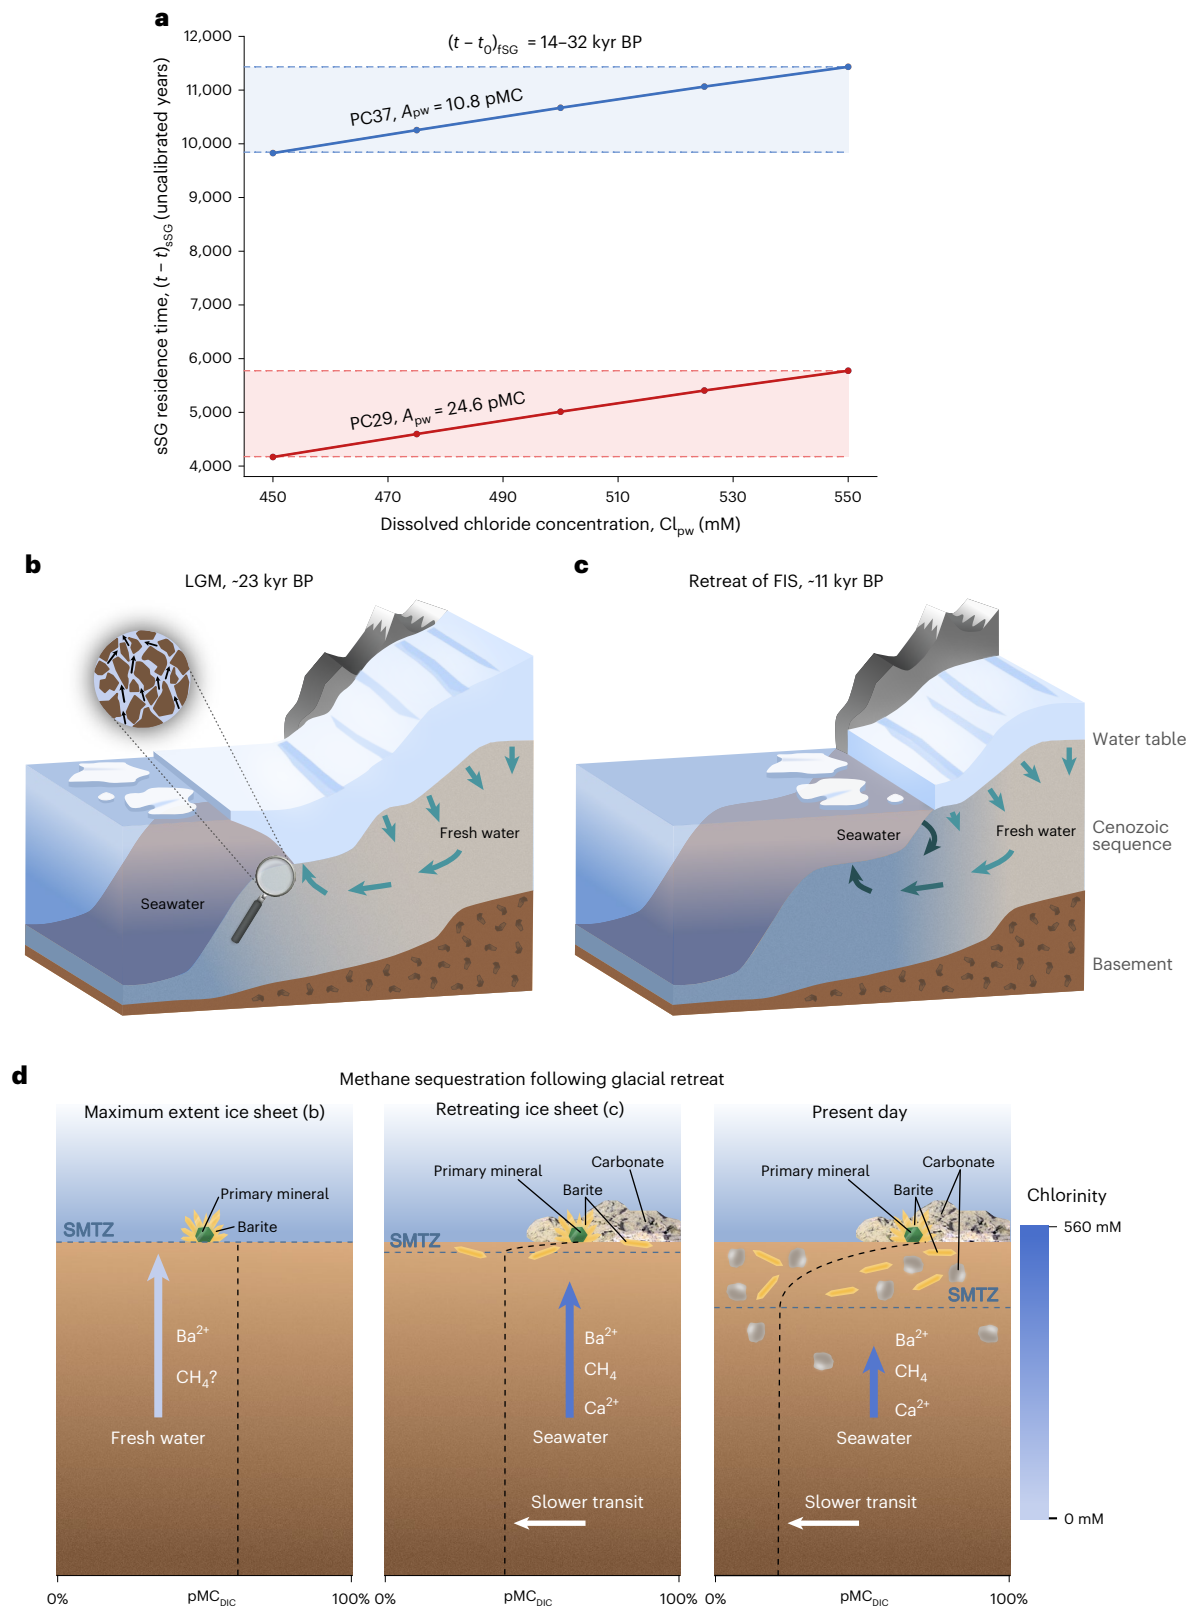 a
(t − t0)fSG = 14–32 kyr BP
12,000
11,000
10,000
9,000
8,000
7,000
6,000
5,000
4,000
sSG residence time, (t − t)sSG (uncalibrated years)
PC37, Apw = 10.8 pMC
PC29, Apw = 24.6 pMC
450
470
490
510
530
550
Dissolved chloride concentration, Clpw (mM)
b
LGM, ~23 kyr BP
Fresh water
Seawater
c
Retreat of FIS, ~11 kyr BP
Water table
Seawater
Fresh water
Cenozoic
sequence
Basement
d
Methane sequestration following glacial retreat
Maximum extent ice sheet (b)
Primary mineral
Barite
SMTZ
Ba2+
CH4?
Fresh water
0%
pMCDIC
100%
Retreating ice sheet (c)
Carbonate
Primary mineral
Barite
SMTZ
Ba2+
CH4
Ca2+
Seawater
Slower transit
0%
pMCDIC
100%
Present day
Carbonate
Primary mineral
Barite
SMTZ
Ba2+
CH4
Ca2+
Seawater
Slower transit
0%
pMCDIC
100%
Chlorinity
560 mM
0 mM